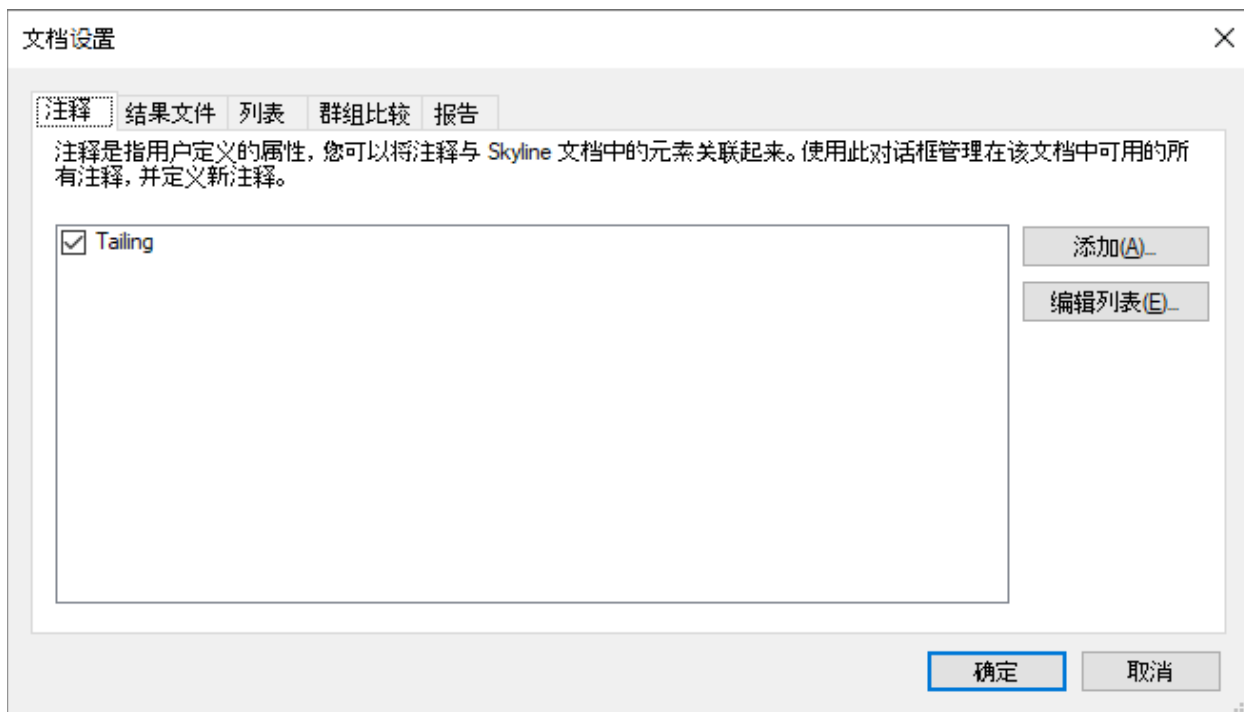 文档设置
注释 结果文件 列表 群组比较 报告
注释是指用户定义的属性，您可以将注释与 Skyline 文档中的元素关联起来。使用此对话框管理在该文档中可用的所
有注释，并定义新注释。
Tailing
添加(A)...
编辑列表(E)...
确定 取消